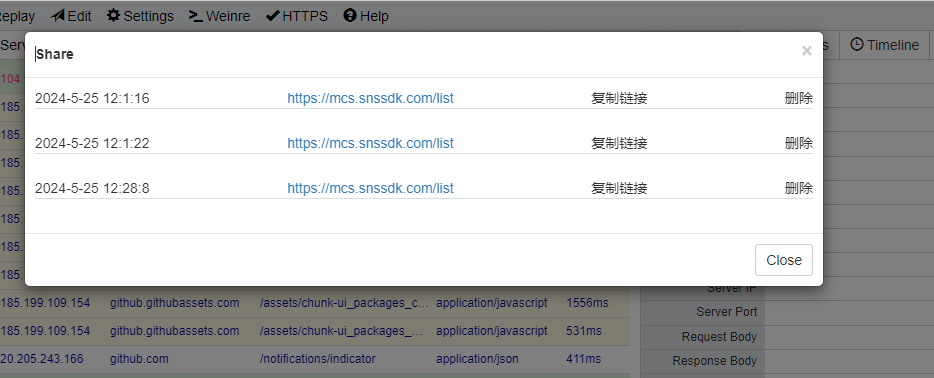 eplay Edit Settings Weinre HTTPS Help
Serv s Timeline
Share ×
104.
2024-5-25 12:1:16 https://mcs.snssdk.com/list 复制链接 删除
185.
185.
2024-5-25 12:1:22 https://mcs.snssdk.com/list 复制链接 删除
185.
2024-5-25 12:28:8 https://mcs.snssdk.com/list 复制链接 删除
185.
185.
185.
Close
185.
Server IP
185.199.109.154 github.githubassets.com /assets/chunk-ui_packages_c... application/javascript 1556ms
Server Port
185.199.109.154 github.githubassets.com /assets/chunk-ui_packages_... application/javascript 531ms
Request Body
20.205.243.166 github.com /notifications/indicator application/json 411ms
Response Body